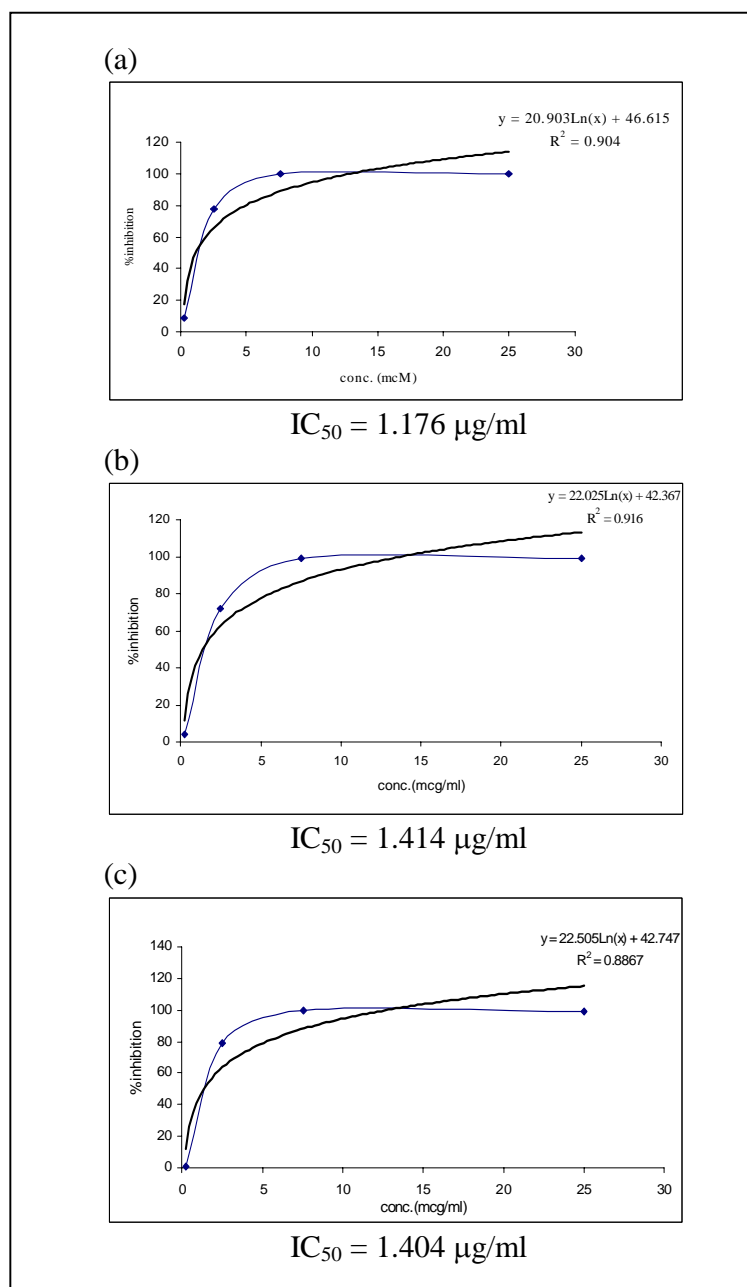 (a)
y = 20.903Ln(x) + 46.615
R² = 0.904
120
100
80
60
40
20
0
%inhibition
0 5 10 15 20 25 30
conc. (mcM)
IC₅₀ = 1.176 μg/ml
(b)
y = 22.025Ln(x) + 42.367
R² = 0.916
120
100
80
60
40
20
0
%inhibition
0 5 10 15 20 25 30
conc.(mcg/ml)
IC₅₀ = 1.414 μg/ml
(c)
y = 22.505Ln(x) + 42.747
R² = 0.8867
140
120
100
80
60
40
20
0
%inhibition
0 5 10 15 20 25 30
conc.(mcg/ml)
IC₅₀ = 1.404 μg/ml